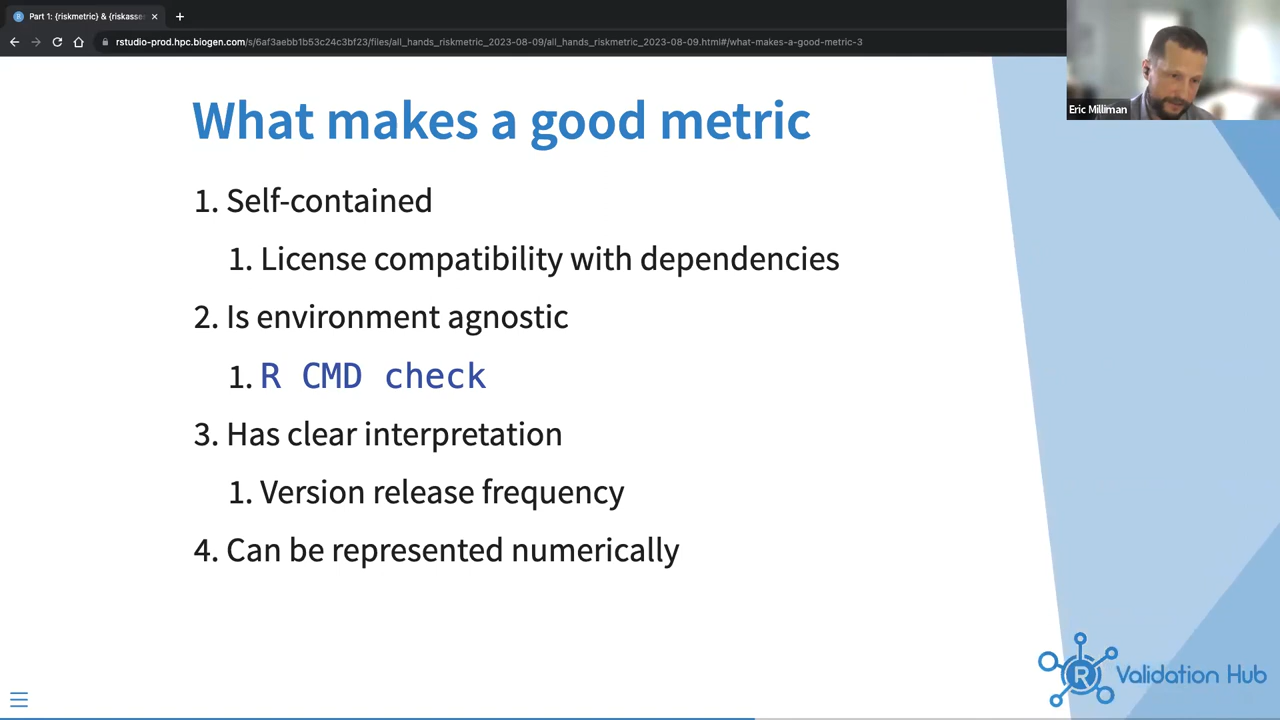 Part 1: {riskmetric} & {riskasse
rstudio-prod.hpc.biogen.com/s/6af3aebb1b53c24c3bf23/files/all_hands_riskmetric_2023-08-09/all_hands_riskmetric_2023-08-09.html#/what-makes-a-good-metric-3
Eric Milliman
What makes a good metric
1. Self-contained
1. License compatibility with dependencies
2. Is environment agnostic
1. R CMD check
3. Has clear interpretation
1. Version release frequency
4. Can be represented numerically
R Validation Hub